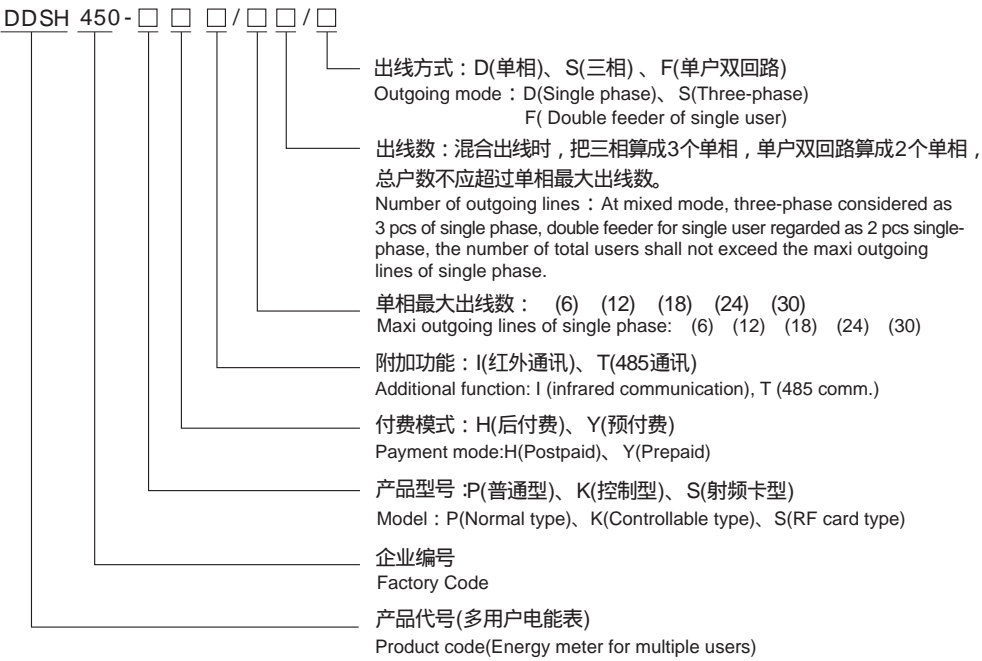 DDSH 450-□ □ □/□ □/□
出线方式：D(单相)、S(三相) 、F(单户双回路)
Outgoing mode：D(Single phase)、S(Three-phase)
F( Double feeder of single user)
出线数：混合出线时，把三相算成3个单相，单户双回路算成2个单相，
总户数不应超过单相最大出线数。
Number of outgoing lines：At mixed mode, three-phase considered as
3 pcs of single phase, double feeder for single user regarded as 2 pcs single-
phase, the number of total users shall not exceed the maxi outgoing
lines of single phase.
单相最大出线数： (6) (12) (18) (24) (30)
Maxi outgoing lines of single phase: (6) (12) (18) (24) (30)
附加功能：I(红外通讯)、T(485通讯)
Additional function: I (infrared communication), T (485 comm.)
付费模式：H(后付费)、Y(预付费)
Payment mode:H(Postpaid)、Y(Prepaid)
产品型号:P(普通型)、K(控制型)、S(射频卡型)
Model：P(Normal type)、K(Controllable type)、S(RF card type)
企业编号
Factory Code
产品代号(多用户电能表)
Product code(Energy meter for multiple users)